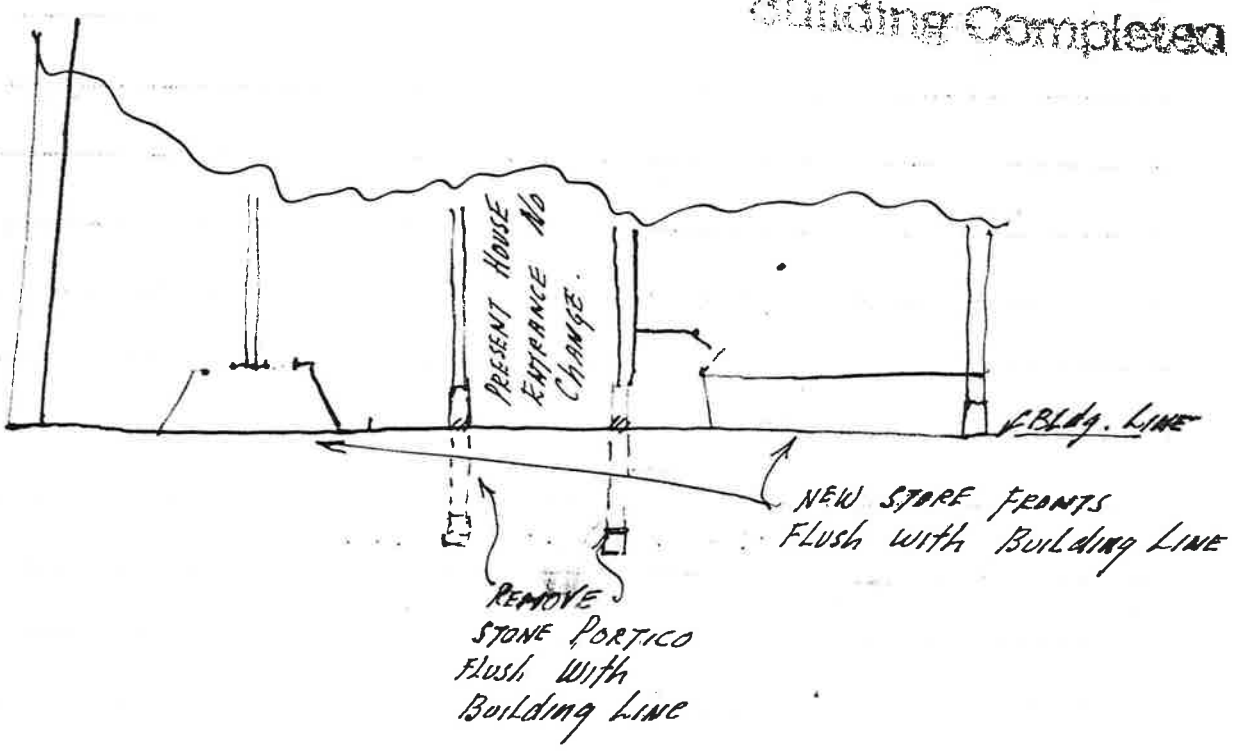 Building Completed
PRESENT HOUSE
ENTRANCE NO
CHANGE.
BLdg. LINE
NEW STORE FRONTS
FLUSH WITH BUILDING LINE
REMOVE
STONE PORTICO
FLUSH WITH
BUILDING LINE